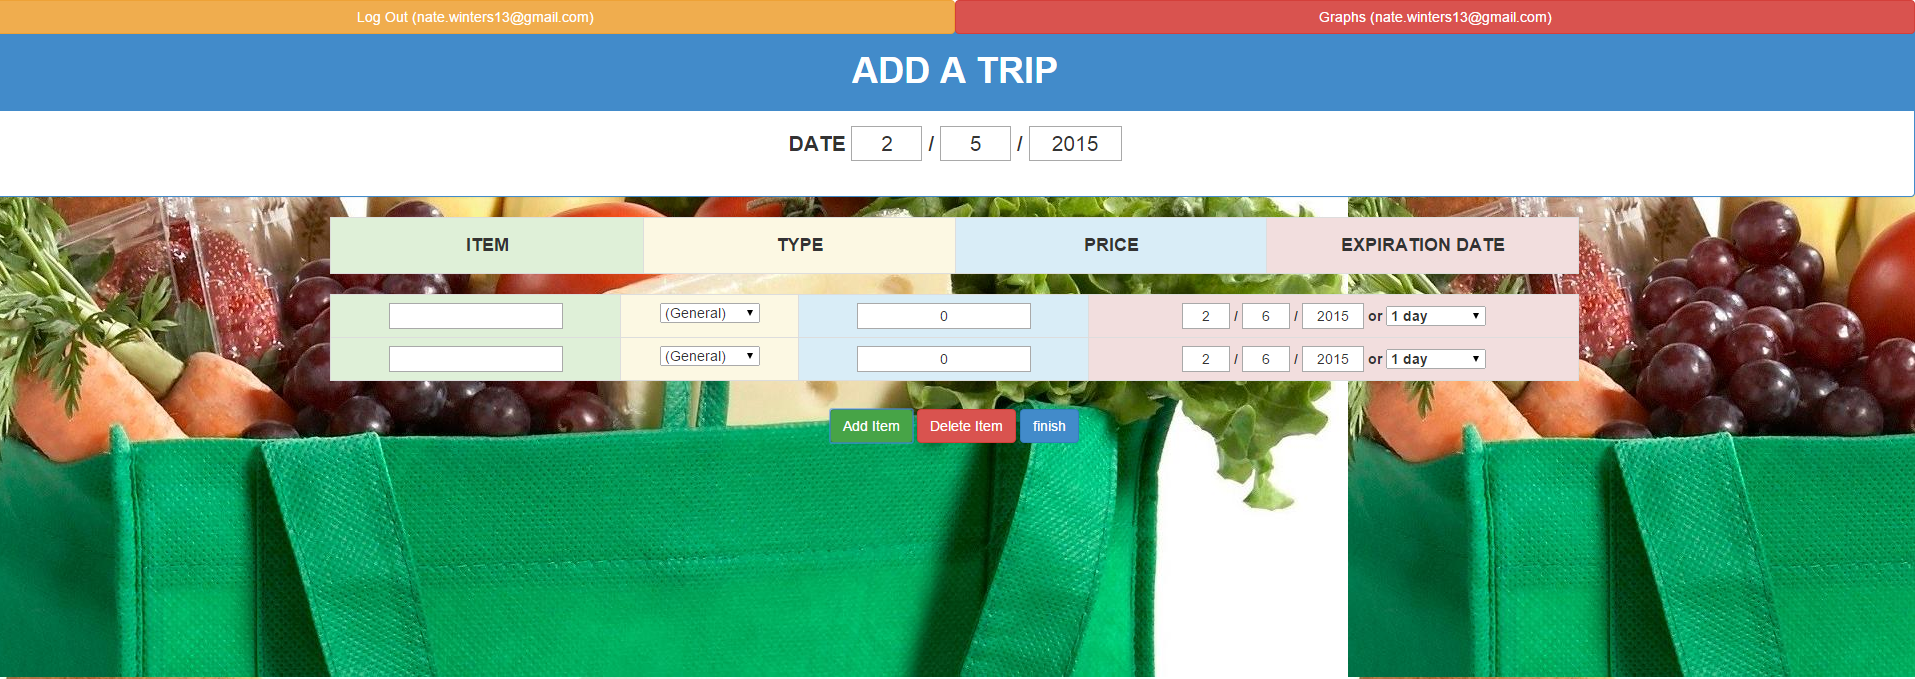 Log Out (nate.winters13@gmail.com) Graphs (nate.winters13@gmail.com)
ADD A TRIP
DATE 2 / 5 / 2015
ITEM TYPE PRICE EXPIRATION DATE
(General) 0 2 / 6 / 2015 or 1 day
(General) 0 2 / 6 / 2015 or 1 day
Add Item Delete Item finish